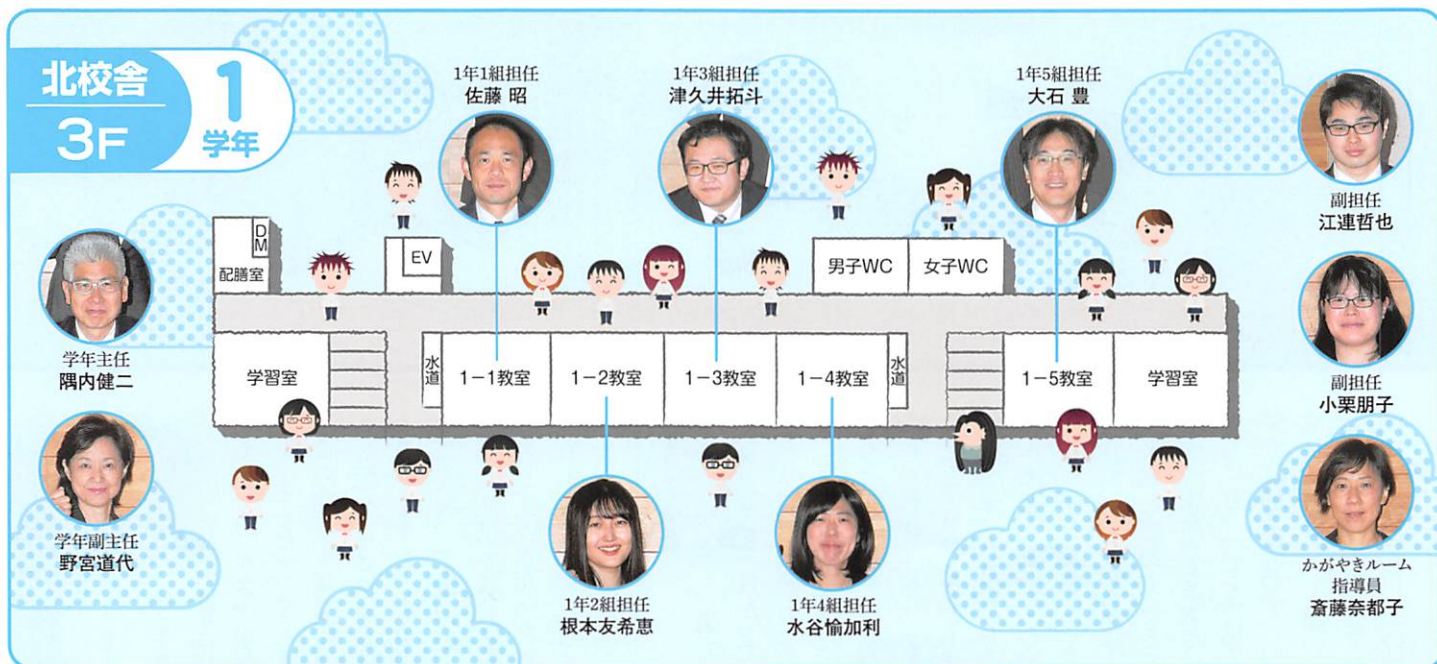 北校舎
3F
1
学年
1年1組担任
佐藤 昭
1年3組担任
津久井拓斗
1年5組担任
大石 豊
副担任
江連哲也
学年主任
隅内健二
副担任
小栗朋子
学年副主任
野宮道代
かがやきルーム
指導員
斎藤奈都子
DM
配膳室
EV
男子WC
女子WC
学習室
水道
1-1教室
1-2教室
1-3教室
1-4教室
水道
1-5教室
学習室
1年2組担任
根本友希恵
1年4組担任
水谷愉加利